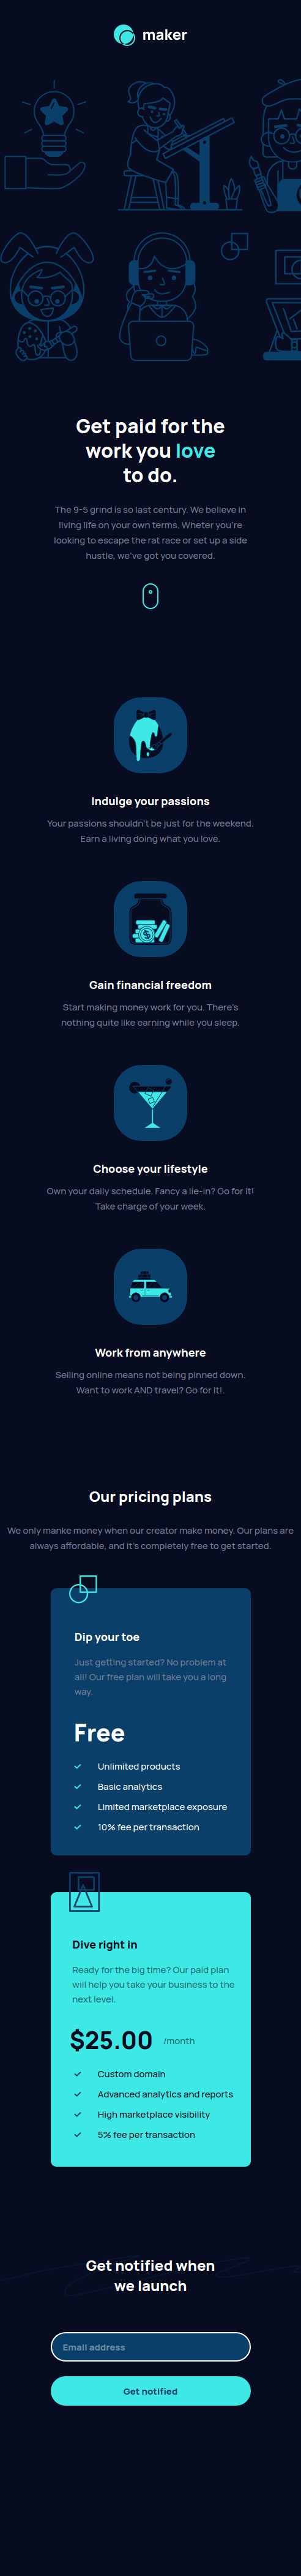 maker
Get paid for the
work you love
to do.
The 9-5 grind is so last century. We believe in
living life on your own terms. Wheter you're
looking to escape the rat race or set up a side
hustle, we've got you covered.
Indulge your passions
Your passions shouldn't be just for the weekend.
Earn a living doing what you love.
Gain financial freedom
Start making money work for you. There's
nothing quite like earning while you sleep.
Choose your lifestyle
Own your daily schedule. Fancy a lie-in? Go for it!
Take charge of your week.
Work from anywhere
Selling online means not being pinned down.
Want to work AND travel? Go for it!.
Our pricing plans
We only manke money when our creator make money. Our plans are
always affordable, and it's completely free to get started.
Dip your toe
Just getting started? No problem at
all! Our free plan will take you a long
way.
Free
Unlimited products
Basic analytics
Limited marketplace exposure
10% fee per transaction
Dive right in
Ready for the big time? Our paid plan
will help you take your business to the
next level.
$25.00 /month
Custom domain
Advanced analytics and reports
High marketplace visibility
5% fee per transaction
Get notified when
we launch
Email address
Get notified